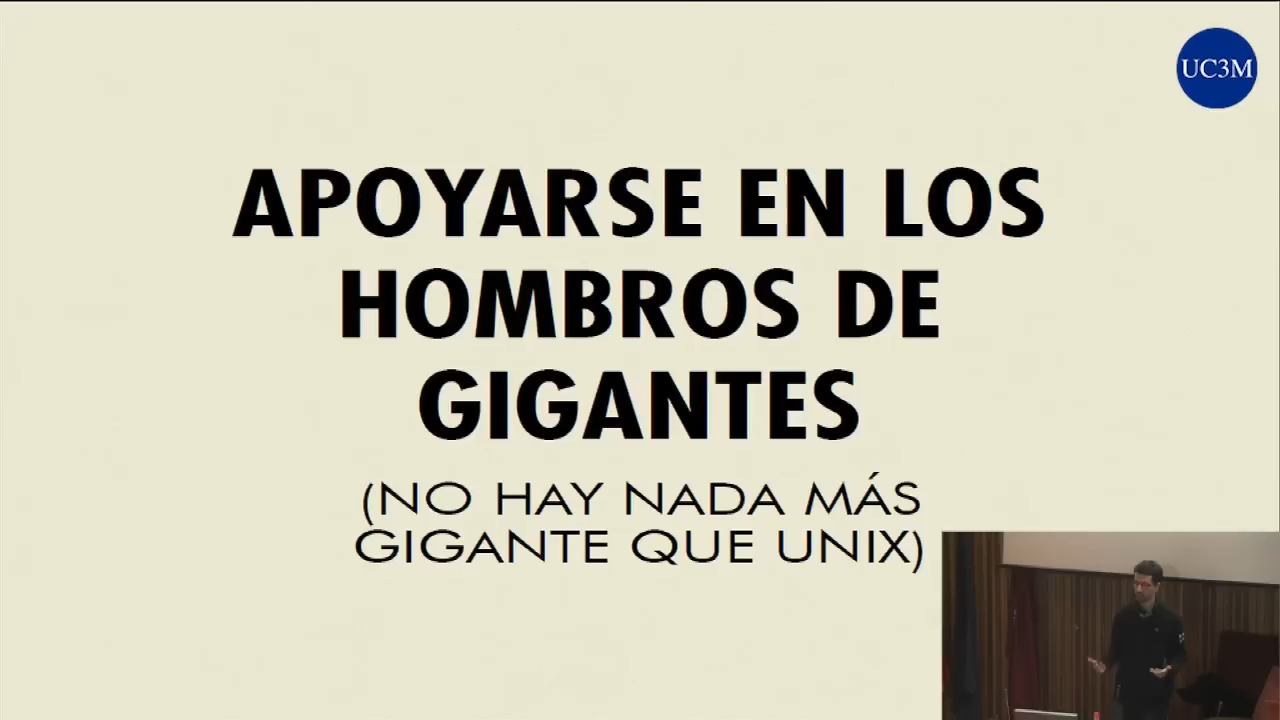 UC3M
APOYARSE EN LOS
HOMBROS DE
GIGANTES
(NO HAY NADA MÁS
GIGANTE QUE UNIX)